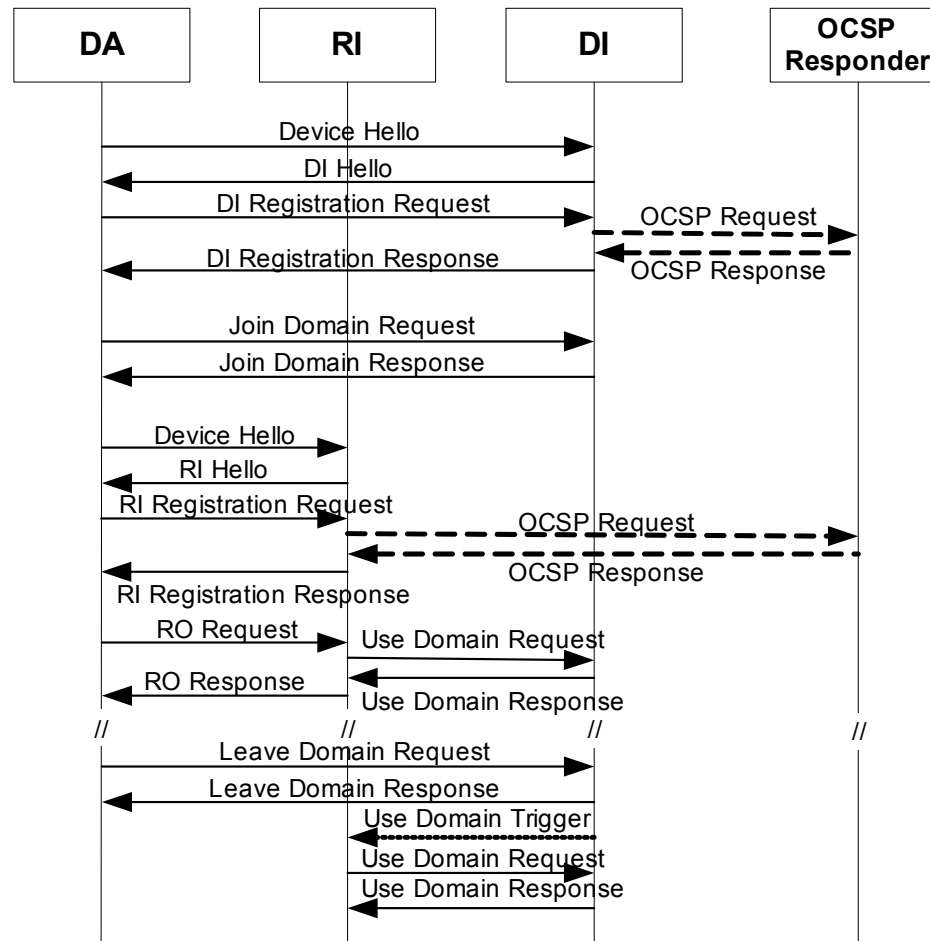 DA
RI
DI
OCSP
Responder
Device Hello
DI Hello
DI Registration Request
OCSP Request
DI Registration Response
OCSP Response
Join Domain Request
Join Domain Response
Device Hello
RI Hello
RI Registration Request
OCSP Request
OCSP Response
RI Registration Response
RO Request
Use Domain Request
RO Response
Use Domain Response
// // // //
Leave Domain Request
Leave Domain Response
Use Domain Trigger
Use Domain Request
Use Domain Response